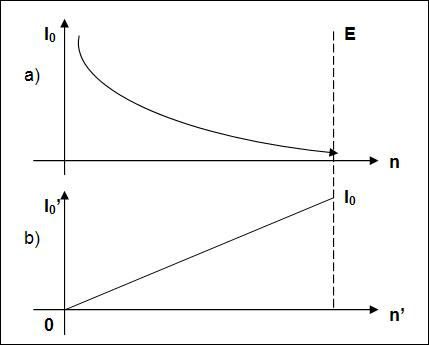 I₀ E
a)
n
I₀’ I₀
b)
0 n’